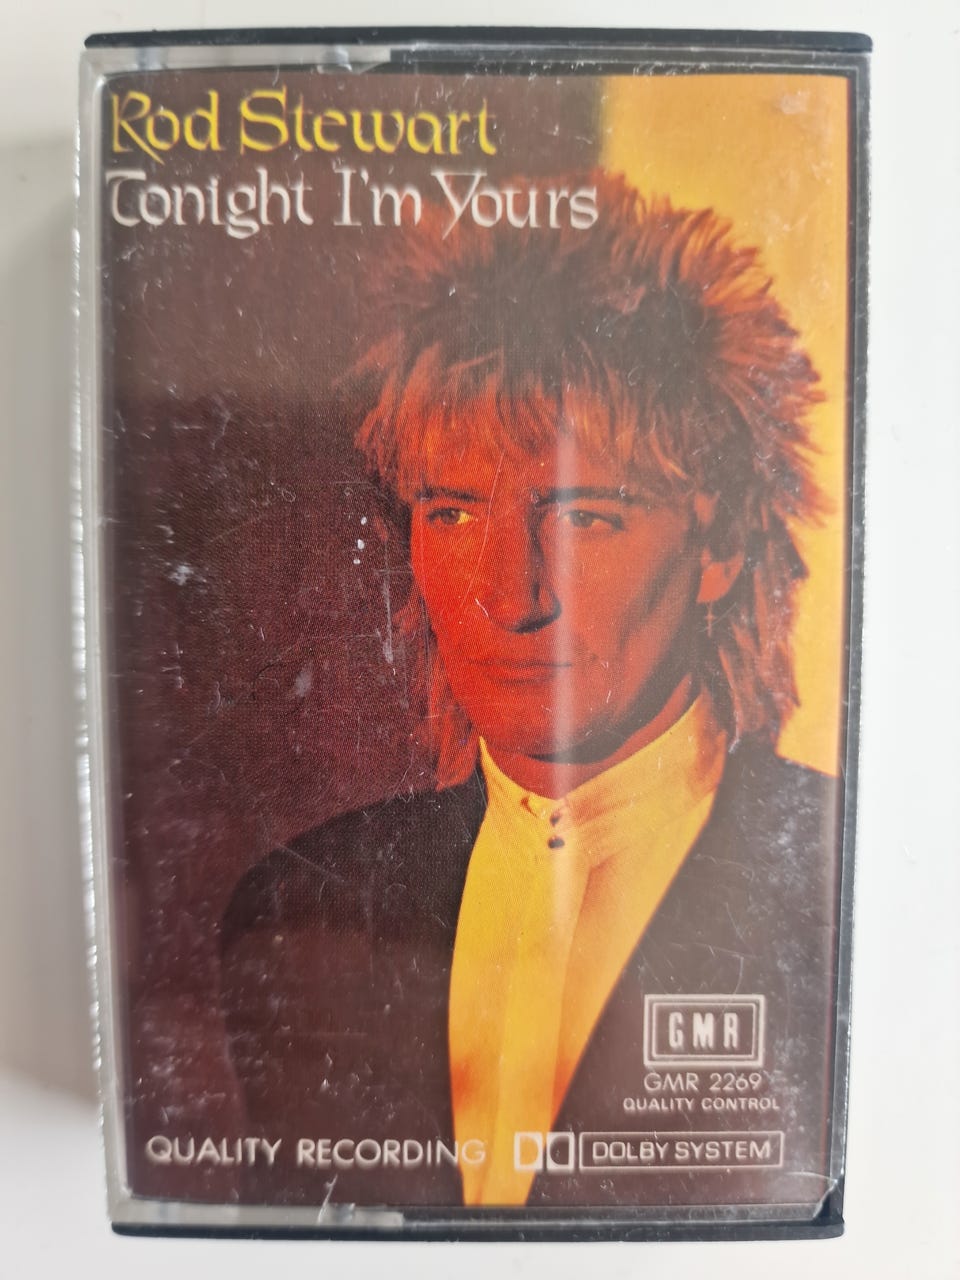 Rod Stewart
Tonight I'm Yours
GMR
GMR 2269
QUALITY CONTROL
QUALITY RECORDING DOLBY SYSTEM